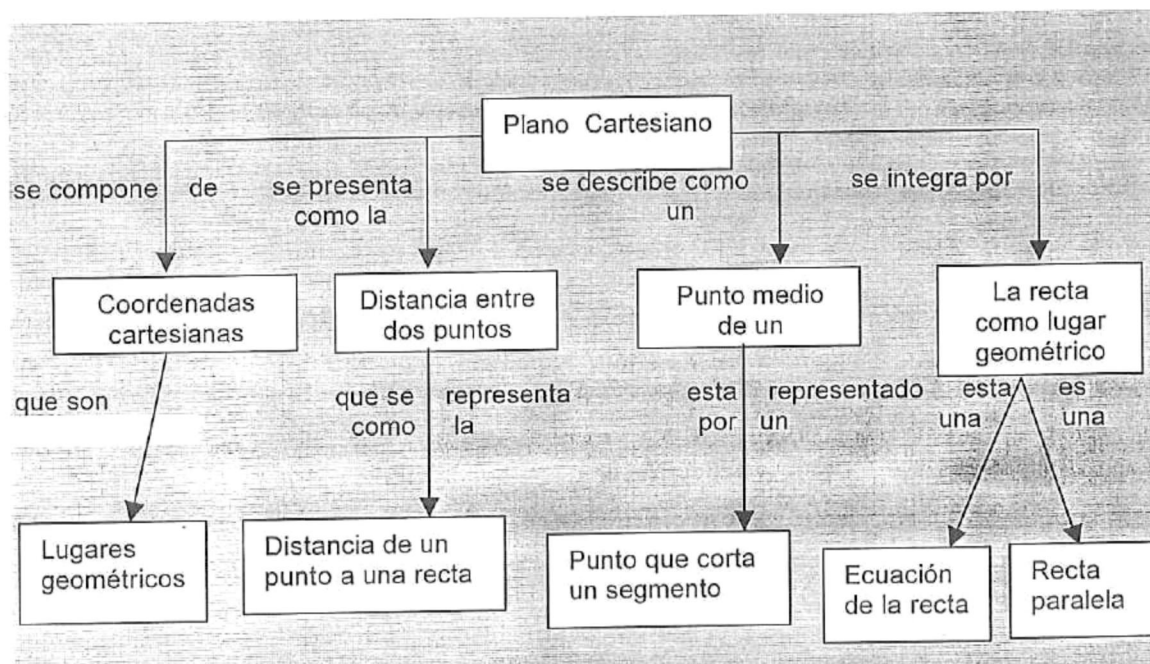 Plano Cartesiano
se compone de
se presenta
como la
se describe como
un
se integra por
Coordenadas
cartesianas
Distancia entre
dos puntos
Punto medio
de un
La recta
como lugar
geométrico
que son
que se representa
como la
esta representado
por un
esta es
una una
Lugares
geométricos
Distancia de un
punto a una recta
Punto que corta
un segmento
Ecuación
de la recta
Recta
paralela